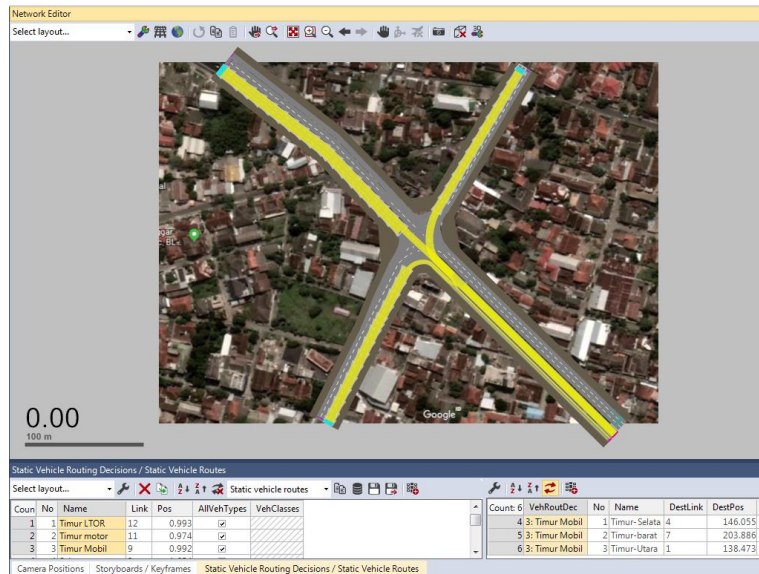 Network Editor
Select layout...
gar
o, BL
Google
0.00
100 m
Static Vehicle Routing Decisions / Static Vehicle Routes
Select layout... Static vehicle routes
Coun No Name Link Pos AllVehTypes VehClasses
1 1 Timur LTOR 12 0.993
2 2 Timur motor 11 0.974
3 3 Timur Mobil 9 0.992
Count: 6 VehRoutDec No Name DestLink DestPos
4 3: Timur Mobil 1 Timur-Selata 4 146.055
5 3: Timur Mobil 2 Timur-barat 7 203.886
6 3: Timur Mobil 3 Timur-Utara 1 138.473
Camera Positions Storyboards / Keyframes Static Vehicle Routing Decisions / Static Vehicle Routes